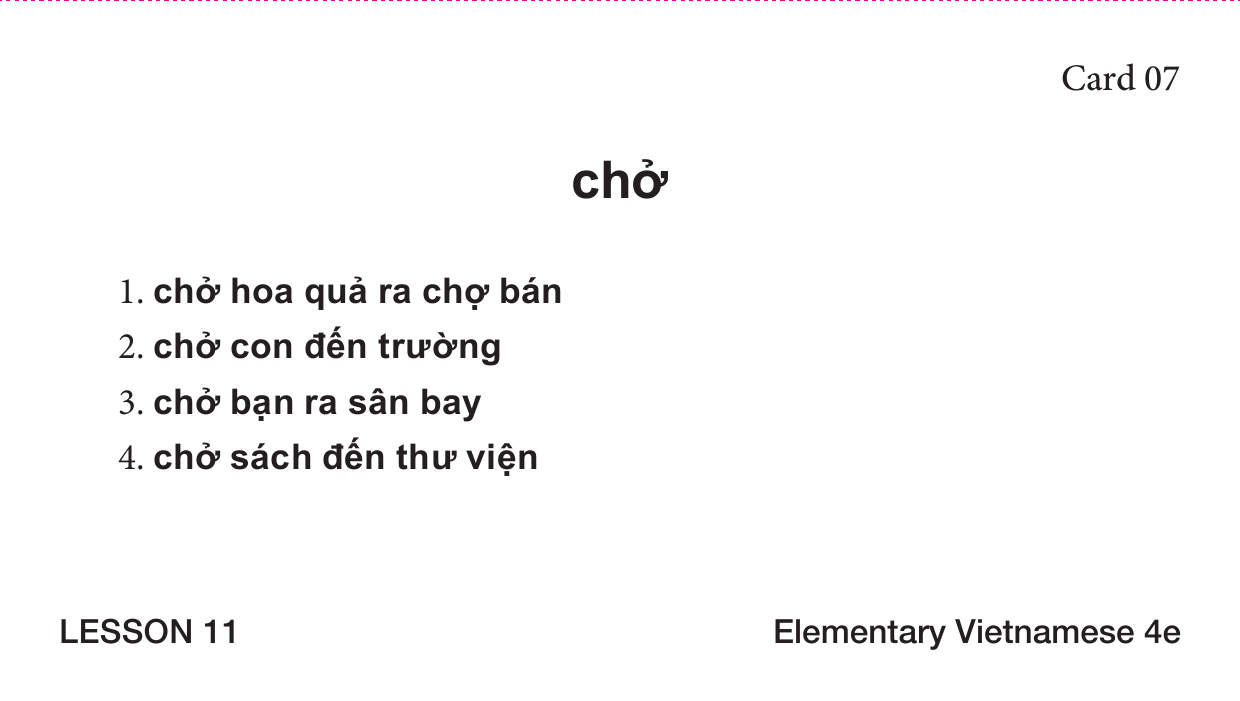 Card 07
chở
1. chở hoa quả ra chợ bán
2. chở con đến trường
3. chở bạn ra sân bay
4. chở sách đến thư viện
LESSON 11
Elementary Vietnamese 4e